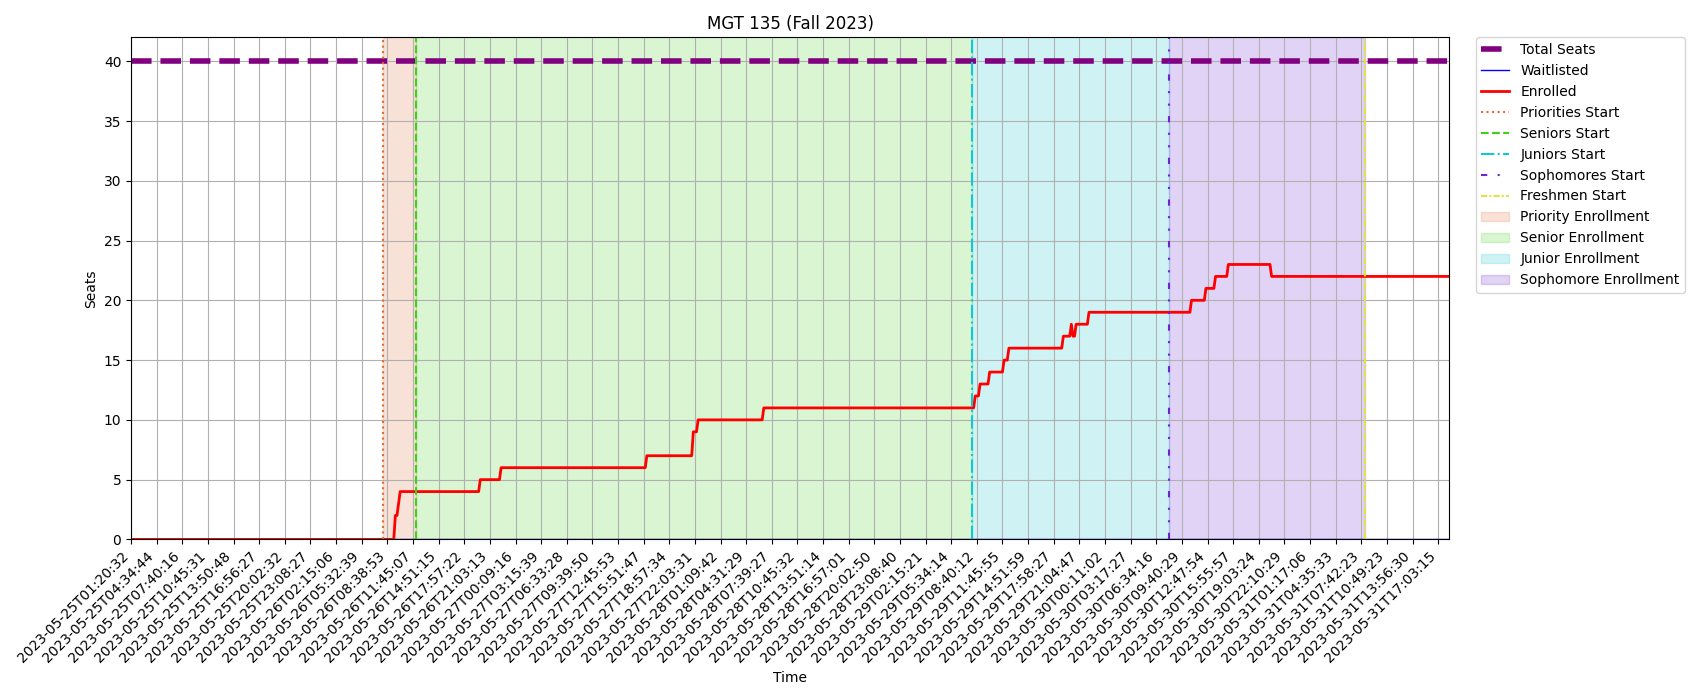 MGT 135 (Fall 2023)
Total Seats
Waitlisted
Enrolled
Priorities Start
Seniors Start
Juniors Start
Sophomores Start
Freshmen Start
Priority Enrollment
Senior Enrollment
Junior Enrollment
Sophomore Enrollment
Seats
40
35
30
25
20
15
10
5
0
2023-05-25T01:20:32
2023-05-25T04:34:44
2023-05-25T07:40:16
2023-05-25T10:45:31
2023-05-25T13:50:48
2023-05-25T16:56:27
2023-05-25T20:02:32
2023-05-25T23:08:27
2023-05-26T02:15:06
2023-05-26T05:32:39
2023-05-26T08:38:53
2023-05-26T11:45:07
2023-05-26T14:51:15
2023-05-26T17:57:22
2023-05-26T21:03:13
2023-05-27T00:09:16
2023-05-27T03:15:39
2023-05-27T06:33:28
2023-05-27T09:39:50
2023-05-27T12:45:53
2023-05-27T15:51:47
2023-05-27T18:57:34
2023-05-27T22:03:31
2023-05-28T01:09:42
2023-05-28T04:31:29
2023-05-28T07:39:27
2023-05-28T10:45:32
2023-05-28T13:51:14
2023-05-28T16:57:01
2023-05-28T20:02:50
2023-05-28T23:08:40
2023-05-29T02:15:21
2023-05-29T05:34:14
2023-05-29T08:40:12
2023-05-29T11:45:55
2023-05-29T14:51:59
2023-05-29T17:58:27
2023-05-29T21:04:47
2023-05-30T00:11:02
2023-05-30T03:17:27
2023-05-30T06:34:16
2023-05-30T09:40:29
2023-05-30T12:47:54
2023-05-30T15:55:57
2023-05-30T19:03:24
2023-05-30T22:10:29
2023-05-31T01:17:06
2023-05-31T04:35:33
2023-05-31T07:42:23
2023-05-31T10:49:23
2023-05-31T13:56:30
2023-05-31T17:03:15
Time